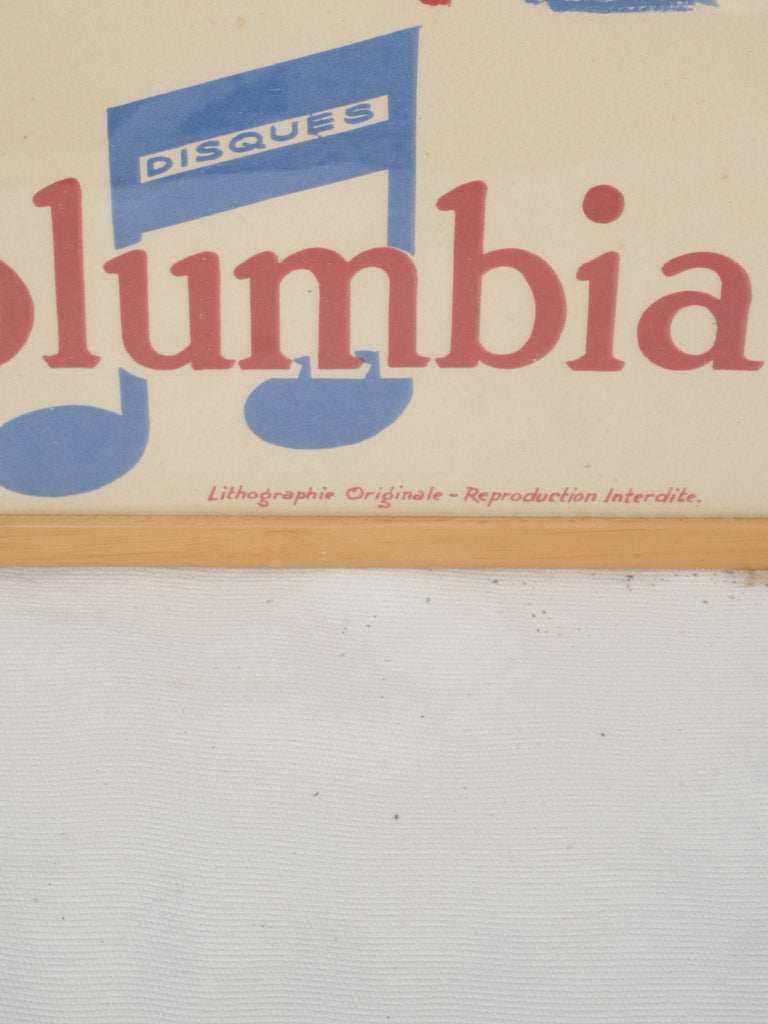 DISQUES
olumbia
Lithographie Originale - Reproduction Interdite.